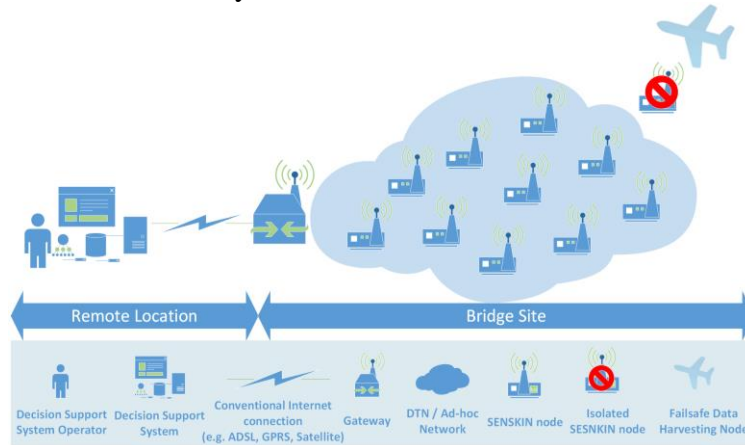 Remote Location
Bridge Site
Decision Support
System Operator
Decision Support
System
Conventional Internet
connection
(e.g. ADSL, GPRS, Satellite)
Gateway
DTN / Ad-hoc
Network
SENSKIN node
Isolated
SESNKIN node
Failsafe Data
Harvesting Node